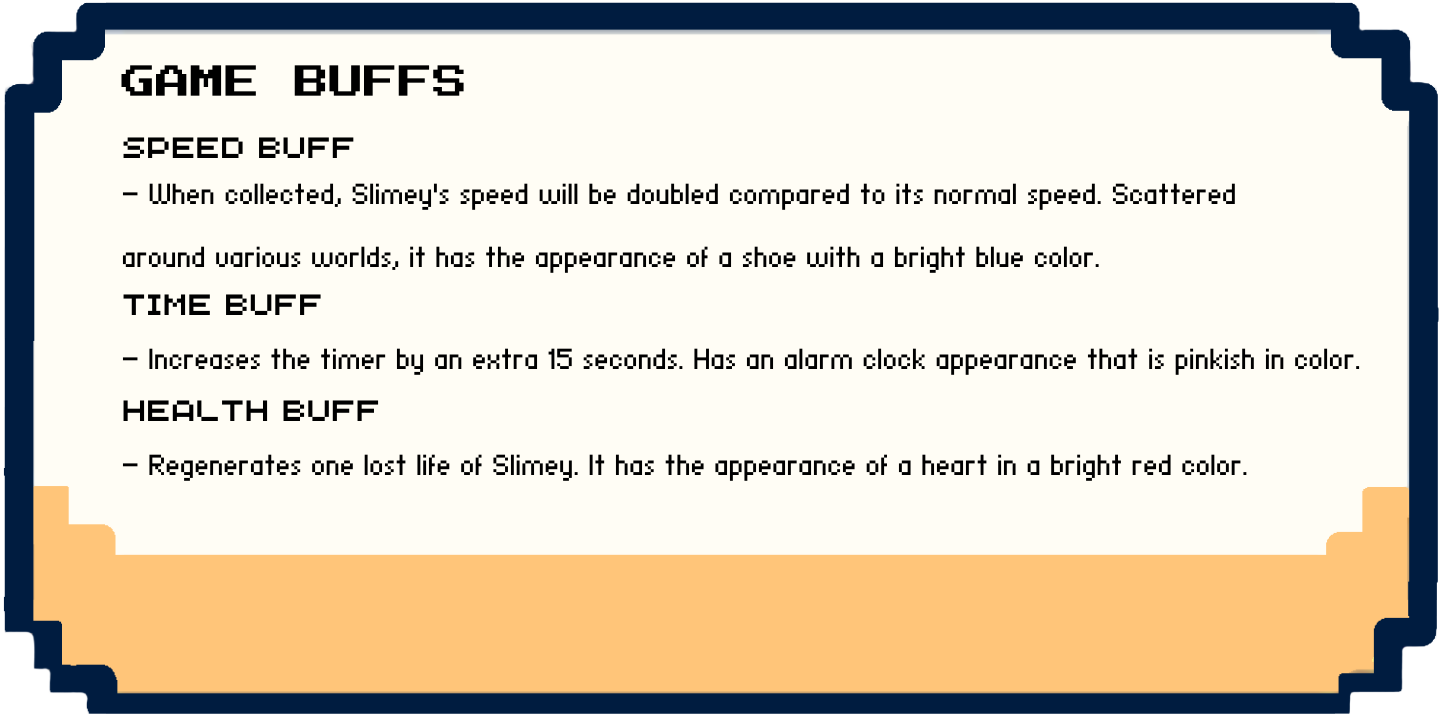 GAME BUFFS
SPEED BUFF
– When collected, Slimey's speed will be doubled compared to its normal speed. Scattered
around various worlds, it has the appearance of a shoe with a bright blue color.
TIME BUFF
– Increases the timer by an extra 15 seconds. Has an alarm clock appearance that is pinkish in color.
HEALTH BUFF
– Regenerates one lost life of Slimey. It has the appearance of a heart in a bright red color.